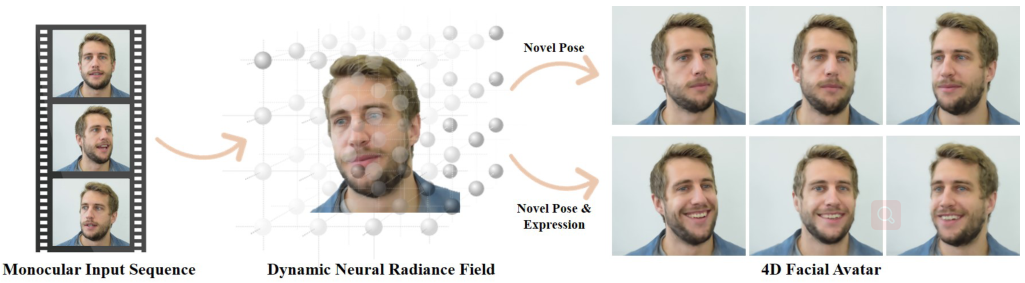 Novel Pose
Novel Pose &
Expression
Monocular Input Sequence
Dynamic Neural Radiance Field
4D Facial Avatar